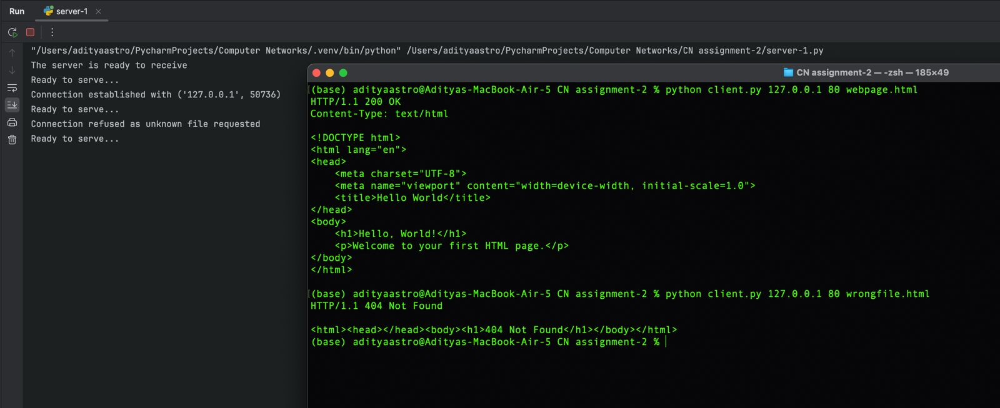 Run
server-1
"/Users/adityaastro/PycharmProjects/Computer Networks/.venv/bin/python" /Users/adityaastro/PycharmProjects/Computer Networks/CN assignment-2/server-1.py
The server is ready to receive
Ready to serve...
Connection established with ('127.0.0.1', 50736)
Ready to serve...
Connection refused as unknown file requested
Ready to serve...
CN assignment-2 — -zsh — 185×49
[(base) adityaastro@Adityas-MacBook-Air-5 CN assignment-2 % python client.py 127.0.0.1 80 webpage.html
HTTP/1.1 200 OK
Content-Type: text/html
<!DOCTYPE html>
<html lang="en">
<head>
    <meta charset="UTF-8">
    <meta name="viewport" content="width=device-width, initial-scale=1.0">
    <title>Hello World</title>
</head>
<body>
    <h1>Hello, World!</h1>
    <p>Welcome to your first HTML page.</p>
</body>
</html>
[(base) adityaastro@Adityas-MacBook-Air-5 CN assignment-2 % python client.py 127.0.0.1 80 wrongfile.html
HTTP/1.1 404 Not Found
<html><head></head><body><h1>404 Not Found</h1></body></html>
(base) adityaastro@Adityas-MacBook-Air-5 CN assignment-2 %